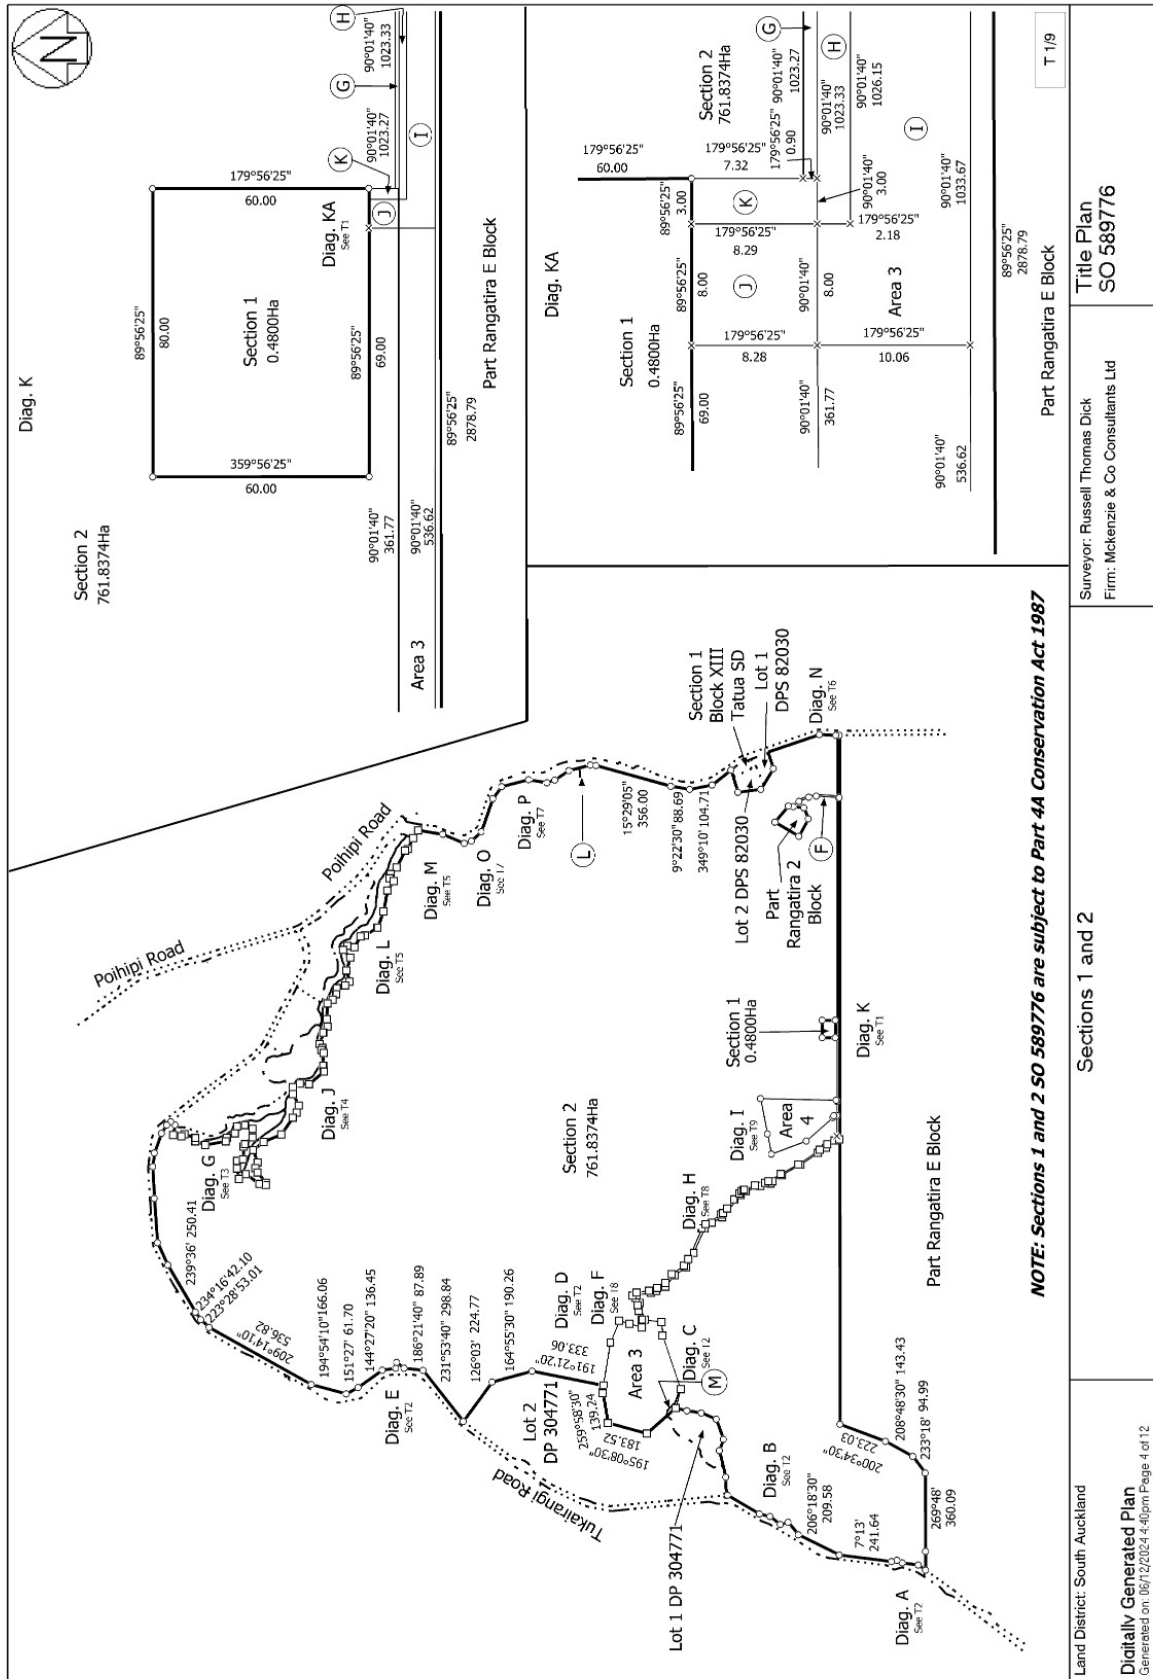 Diag. K
Section 2
761.8374Ha
89°56'25"
80.00
359°56'25"
60.00
Section 1
0.4800Ha
179°56'25"
60.00
Diag. KA
See T1
89°56'25"
69.00
K
J
90°01'40"
1023.27
G
90°01'40"
1023.33
H
I
N
90°01'40"
361.77
90°01'40"
536.62
Area 3
89°56'25"
2878.79
Part Rangatira E Block
Diag. KA
Section 1
0.4800Ha
179°56'25"
60.00
Section 2
761.8374Ha
89°56'25"
69.00
89°56'25"
8.00
89°56'25"
3.00
179°56'25"
7.32
179°56'25"
0.90
90°01'40"
1023.27
G
179°56'25"
8.28
J
179°56'25"
8.29
K
90°01'40"
1023.33
H
90°01'40"
361.77
90°01'40"
8.00
90°01'40"
3.00
90°01'40"
1026.15
179°56'25"
10.06
Area 3
179°56'25"
2.18
I
90°01'40"
536.62
90°01'40"
1033.67
89°56'25"
2878.79
Part Rangatira E Block
T 1/9
Poihipi Road
Poihipi Road
239°36' 250.41
234°16' 42.10
223°28' 53.01
209°14'10"
536.82
194°54'10" 166.06
151°27' 61.70
144°27'20" 136.45
Diag. E
See T2
186°21'40" 87.89
231°53'40" 298.84
126°03' 224.77
164°55'30" 190.26
Diag. G
See T3
Diag. J
See T4
Diag. L
See T5
Diag. M
See T5
Diag. O
See T7
Diag. P
See T7
L
15°29'05"
356.00
9°22'30" 88.69
349°10' 104.71
Section 1
Block XIII
Tatua SD
Lot 1
DPS 82030
Lot 2 DPS 82030
Diag. N
See T6
Part
Rangatira 2
Block
F
Section 2
761.8374Ha
Lot 2
DP 304771
191°21'20"
333.06
Diag. D
See T2
Diag. F
See T8
259°58'30"
139.24
Area 3
183.52
195°08'30"
Diag. C
See T2
M
Diag. H
See T8
Diag. I
See T9
Area
4
Section 1
0.4800Ha
Diag. K
See T1
Tukairangi Road
Lot 1 DP 304771
Diag. B
See T2
206°18'30"
209.58
7°13'
241.64
Diag. A
See T2
269°48'
360.09
233°18' 94.99
208°48'30" 143.43
223.03
200°34'30"
Part Rangatira E Block
NOTE: Sections 1 and 2 SO 589776 are subject to Part 4A Conservation Act 1987
Land District: South Auckland
Digitally Generated Plan
Generated on: 06/12/2024 4:40pm Page 4 of 12
Sections 1 and 2
Surveyor: Russell Thomas Dick
Firm: Mckenzie & Co Consultants Ltd
Title Plan
SO 589776